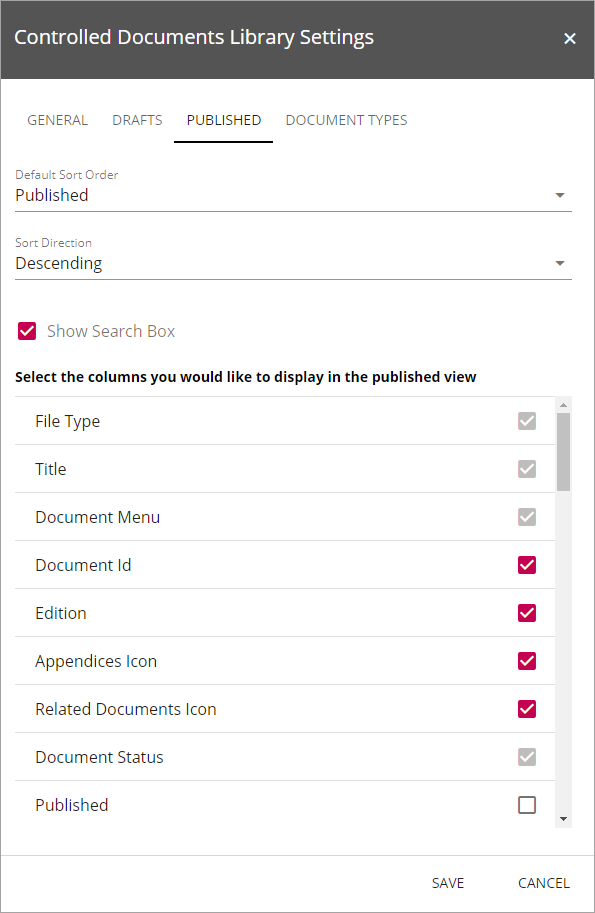 Controlled Documents Library Settings
GENERAL DRAFTS PUBLISHED DOCUMENT TYPES
Default Sort Order
Published
Sort Direction
Descending
Show Search Box
Select the columns you would like to display in the published view
File Type
Title
Document Menu
Document Id
Edition
Appendices Icon
Related Documents Icon
Document Status
Published
SAVE CANCEL